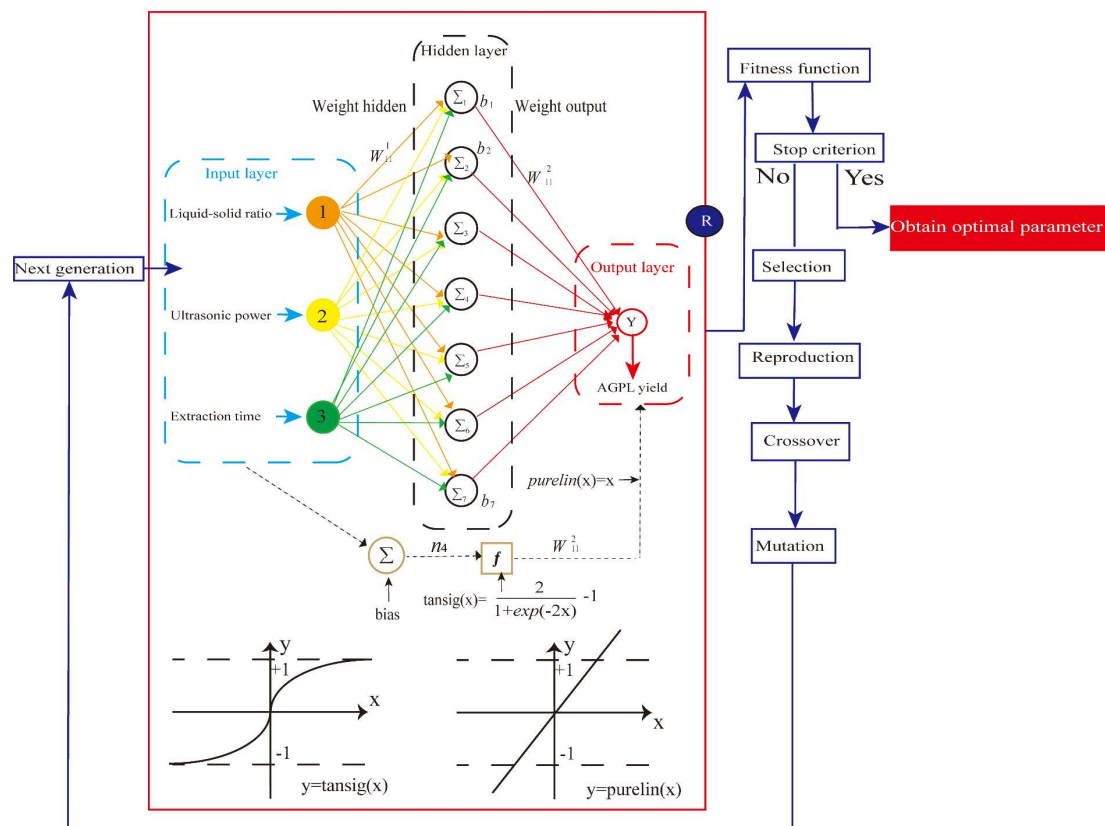 Hidden layer
Weight hidden
Weight output
Σ1
b1
W 1 11
Σ2
b2
W 2 11
Input layer
Liquid-solid ratio
1
Σ3
Ultrasonic power
2
Σ4
Σ5
Extraction time
3
Σ6
Σ7
b7
Output layer
Y
AGPL yield
purelin(x)=x
Σ
n4
f
W 2 11
bias
tansig(x)= 2/1+exp(-2x) -1
y
+1
x
-1
y=tansig(x)
y
+1
x
-1
y=purelin(x)
Next generation
R
Fitness function
Stop criterion
No
Yes
Obtain optimal parameter
Selection
Reproduction
Crossover
Mutation